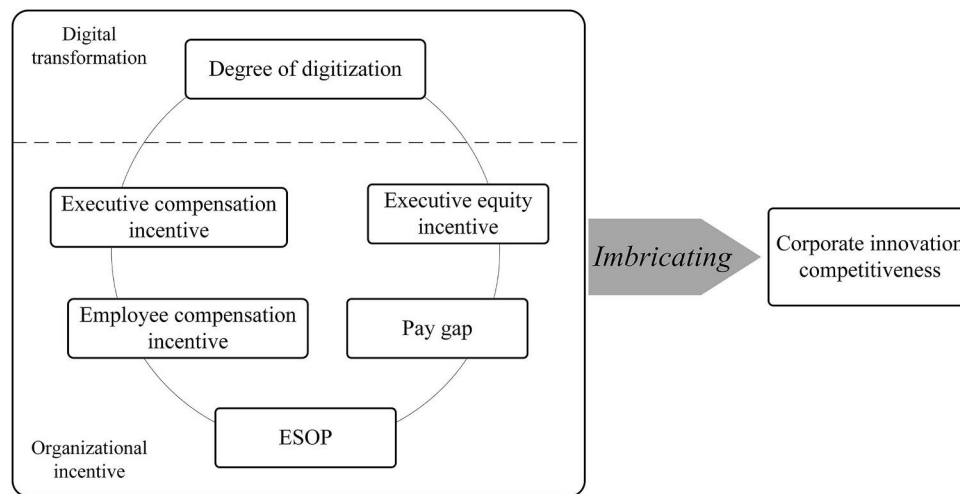 Digital
transformation
Degree of digitization
Executive compensation
incentive
Executive equity
incentive
Employee compensation
incentive
Pay gap
ESOP
Organizational
incentive
Imbricating
Corporate innovation
competitiveness